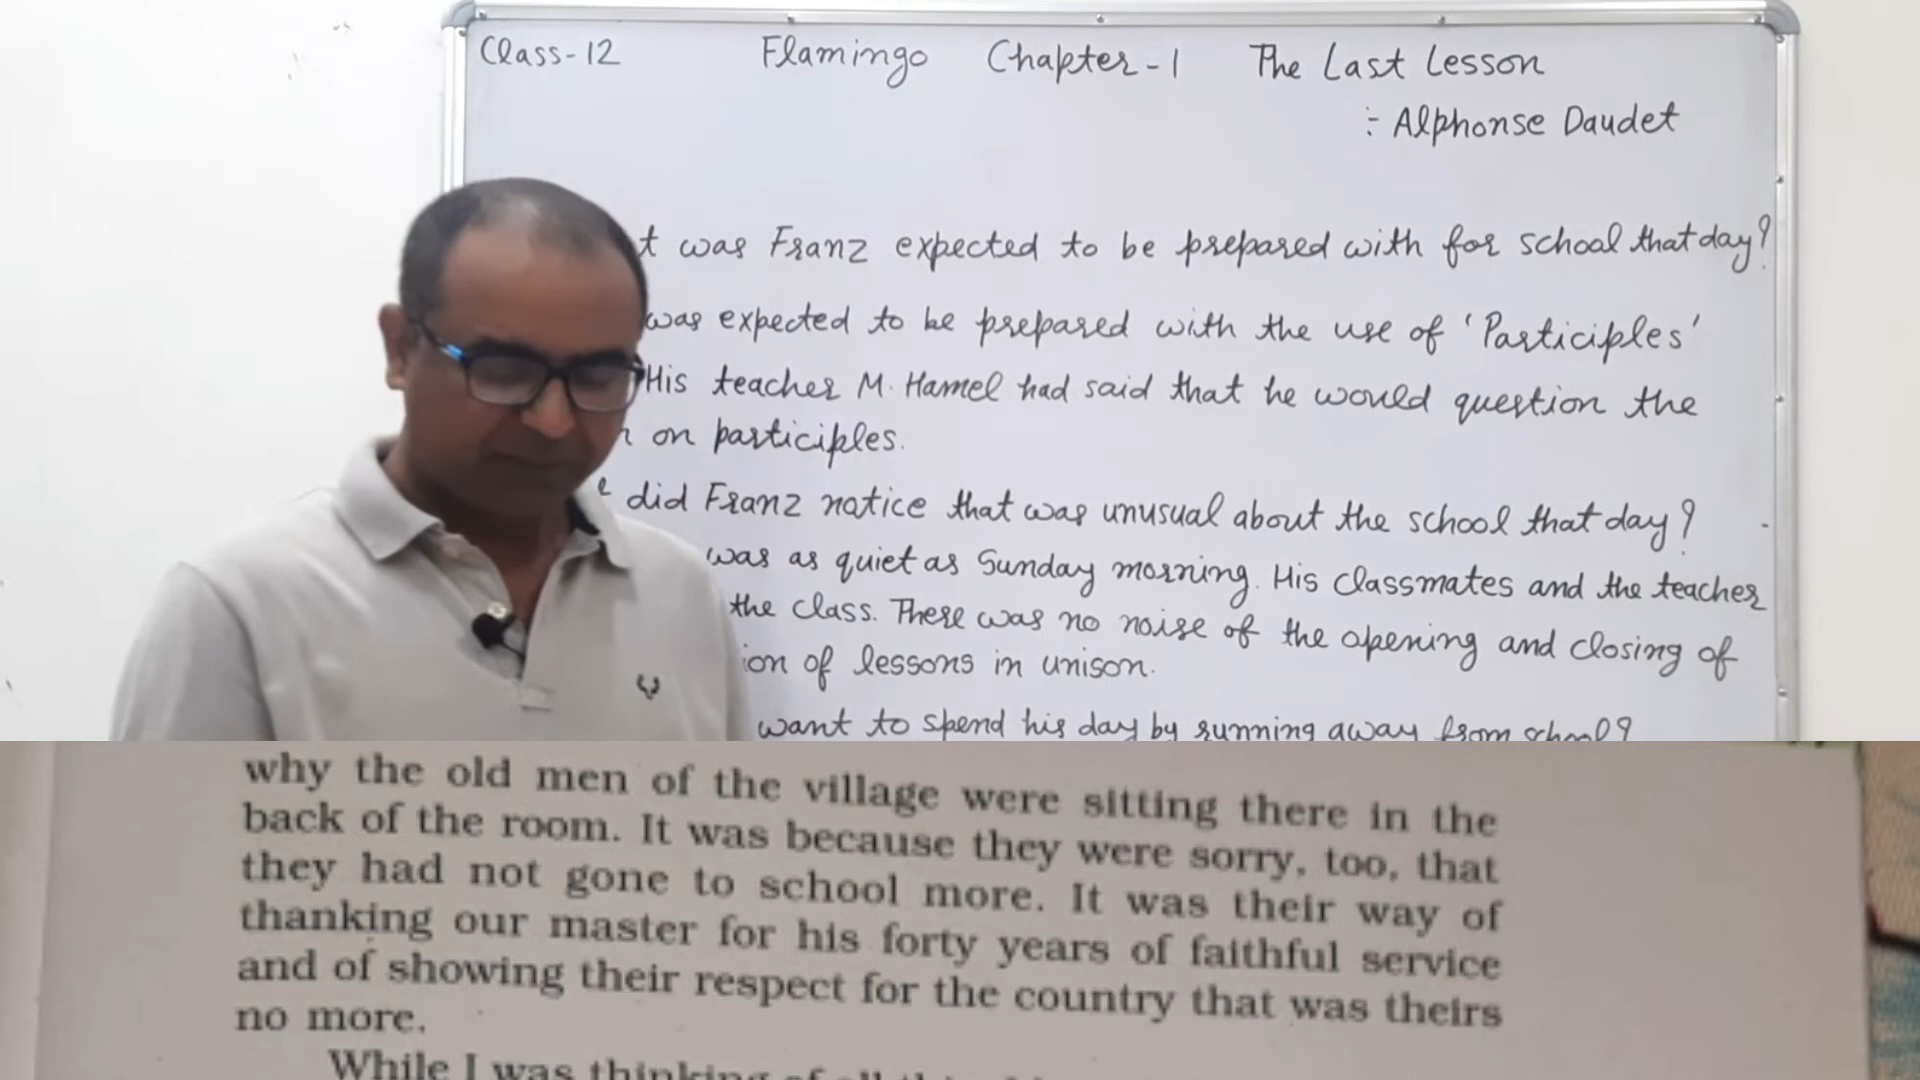 Class-12 Flamingo Chapter-1 The Last Lesson
:- Alphonse Daudet
t was Franz expected to be prepared with for school that day?
was expected to be prepared with the use of 'Participles'
His teacher M. Hamel had said that he would question the
on participles.
did Franz notice that was unusual about the school that day?
was as quiet as Sunday morning. His classmates and the teacher
the class. There was no noise of the opening and closing of
ion of lessons in unison.
want to spend his day by running away from school?
why the old men of the village were sitting there in the
back of the room. It was because they were sorry, too, that
they had not gone to school more. It was their way of
thanking our master for his forty years of faithful service
and of showing their respect for the country that was theirs
no more.
While I was thinking of all